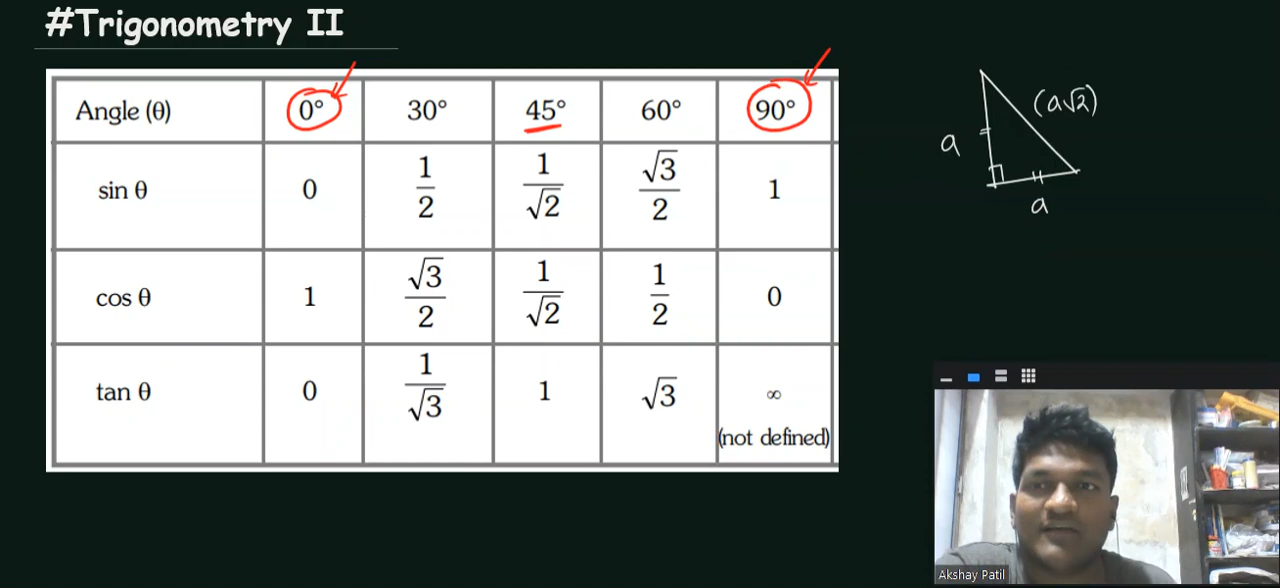 #Trigonometry II
Angle (θ) 0° 30° 45° 60° 90°
sin θ 0 1/2 1/√2 √3/2 1
cos θ 1 √3/2 1/√2 1/2 0
tan θ 0 1/√3 1 √3 ∞
(not defined)
(a√2)
a
a
Akshay Patil